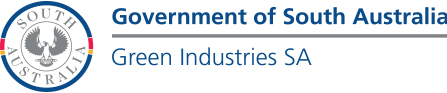 SOUTH
AUSTRALIA
Government of South Australia
Green Industries SA